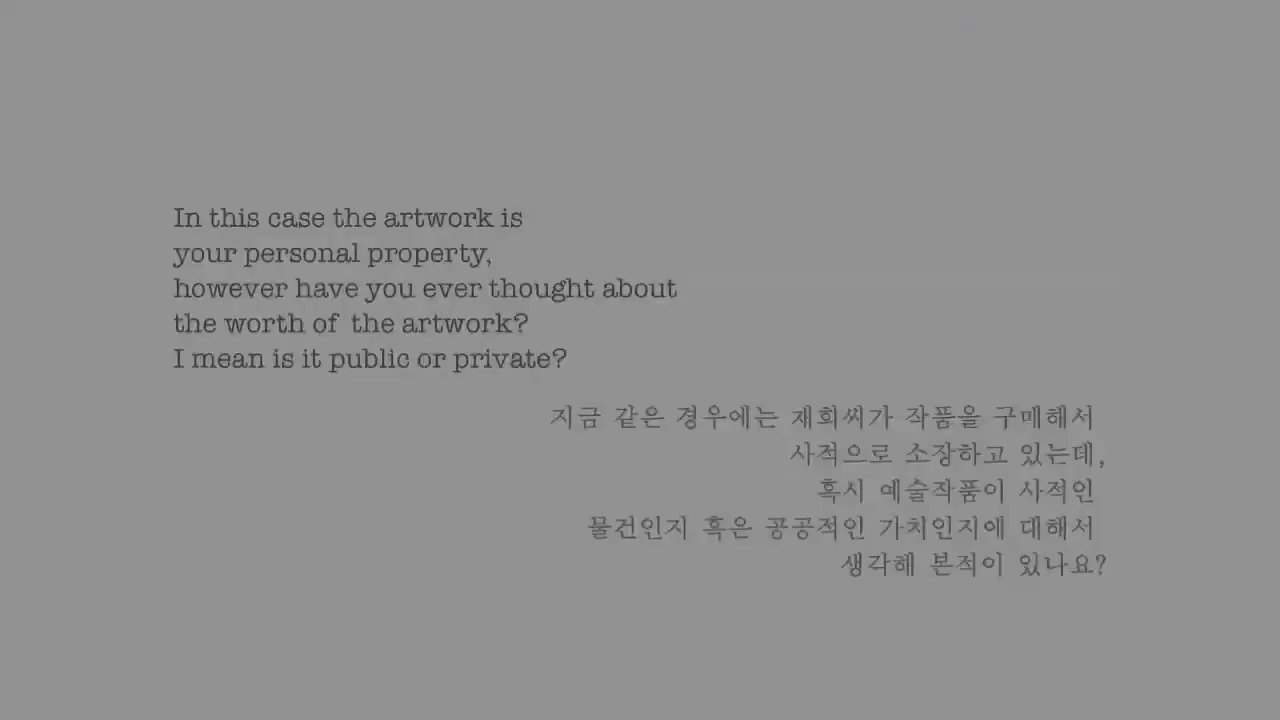 In this case the artwork is
your personal property,
however have you ever thought about
the worth of the artwork?
I mean is it public or private?
지금 같은 경우에는 재희씨가 작품을 구매해서
사적으로 소장하고 있는데,
혹시 예술작품이 사적인
물건인지 혹은 공공적인 가치인지에 대해서
생각해 본적이 있나요?